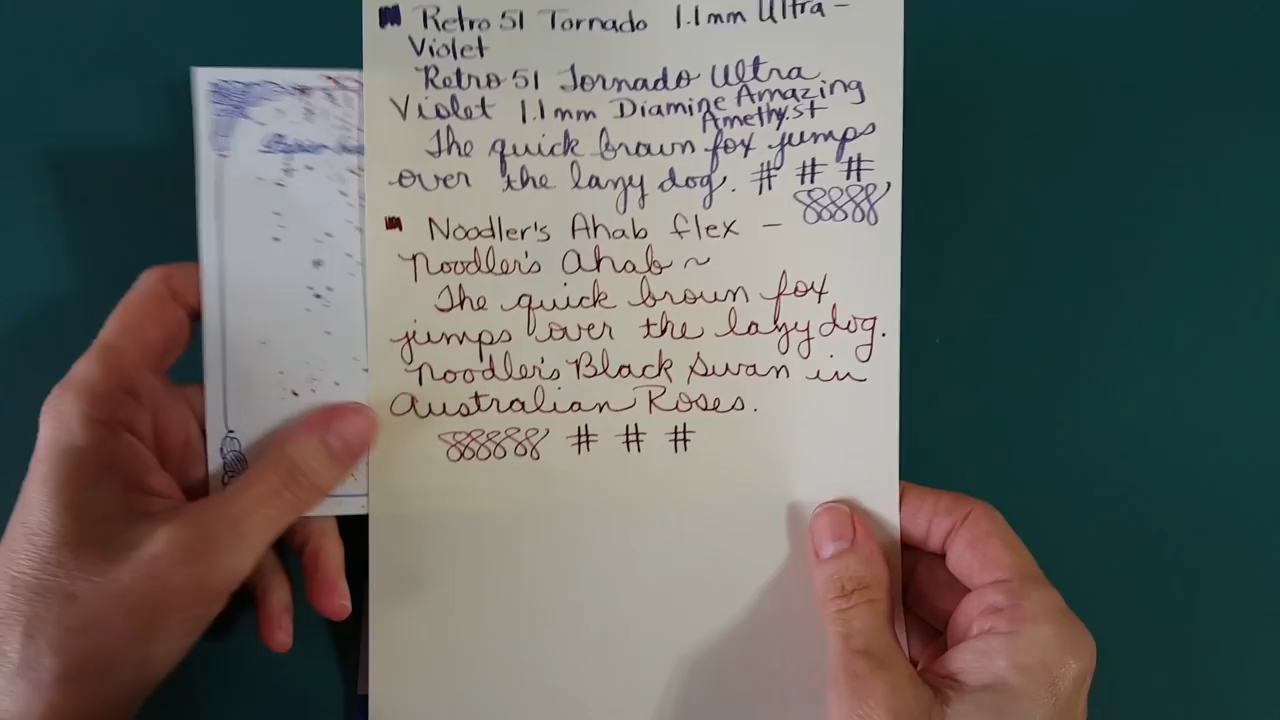 Retro 51 Tornado 1.1mm Ultra-
Violet
Retro 51 Tornado Ultra
Violet 1.1mm Diamine Amazing
Amethyst
The quick brown fox jumps
over the lazy dog. # # #
88888
Noodler's Ahab flex –
Noodler's Ahab ~
The quick brown fox
jumps over the lazy dog.
Noodler's Black Swan in
Australian Roses.
888888 # # #